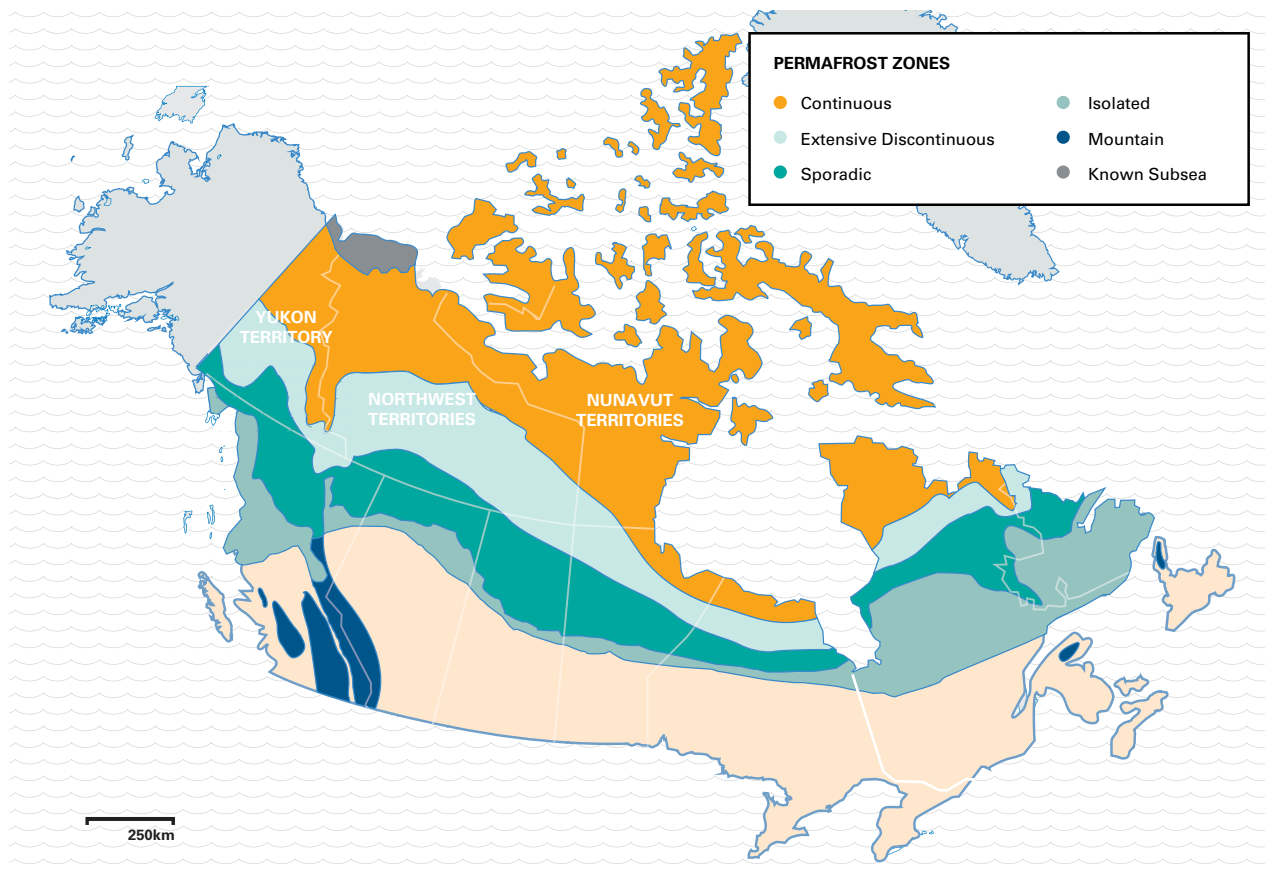 PERMAFROST ZONES
Continuous
Extensive Discontinuous
Sporadic
Isolated
Mountain
Known Subsea
YUKON
TERRITORY
NORTHWEST
TERRITORIES
NUNAVUT
TERRITORIES
250km